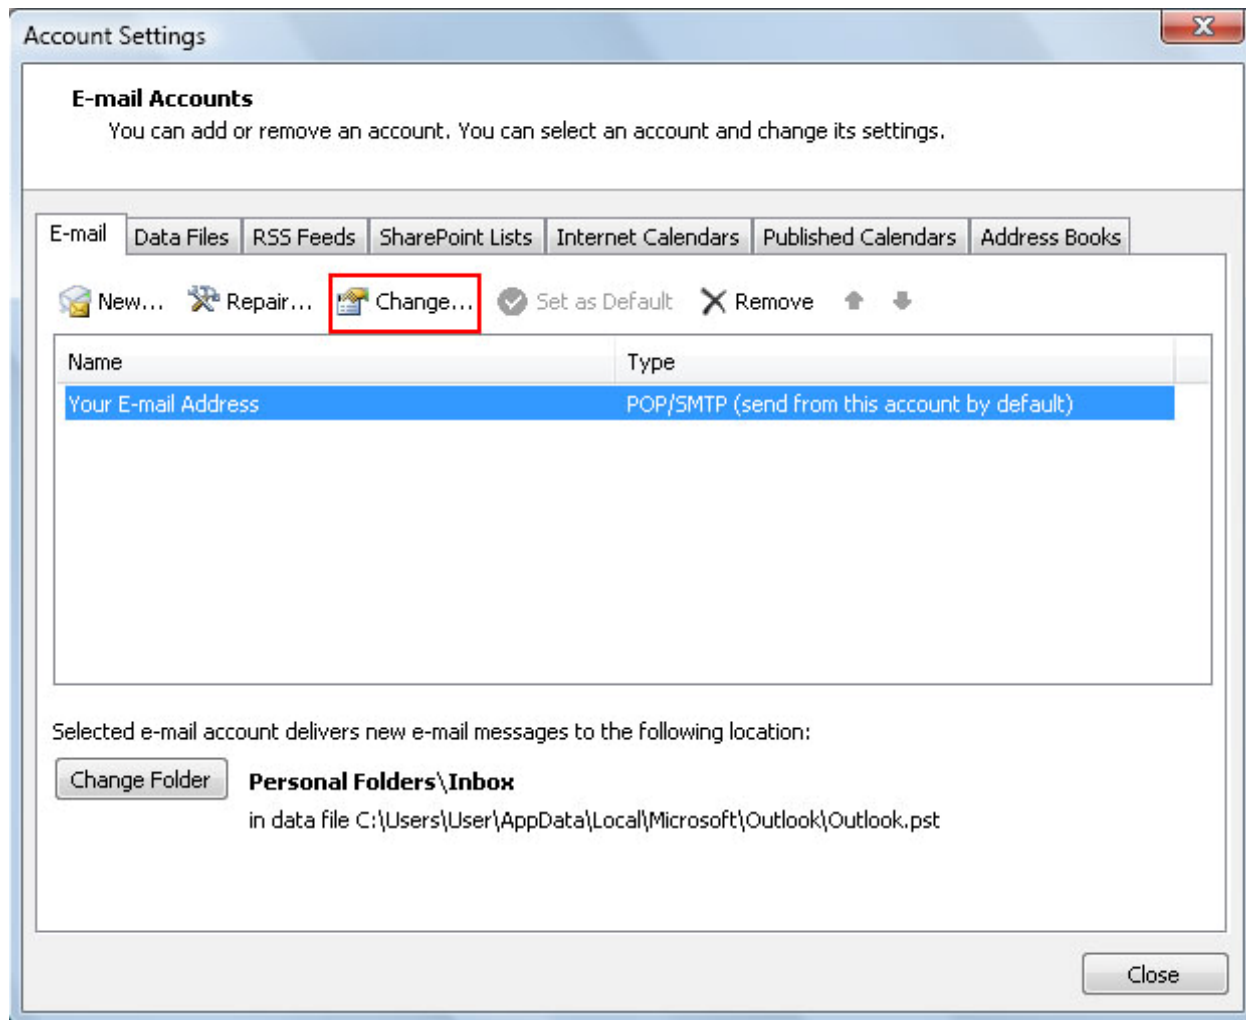 Account Settings
E-mail Accounts
You can add or remove an account. You can select an account and change its settings.
E-mail Data Files RSS Feeds SharePoint Lists Internet Calendars Published Calendars Address Books
New... Repair... Change... Set as Default Remove
Name Type
Your E-mail Address POP/SMTP (send from this account by default)
Selected e-mail account delivers new e-mail messages to the following location:
Change Folder Personal Folders\Inbox
in data file C:\Users\User\AppData\Local\Microsoft\Outlook\Outlook.pst
Close